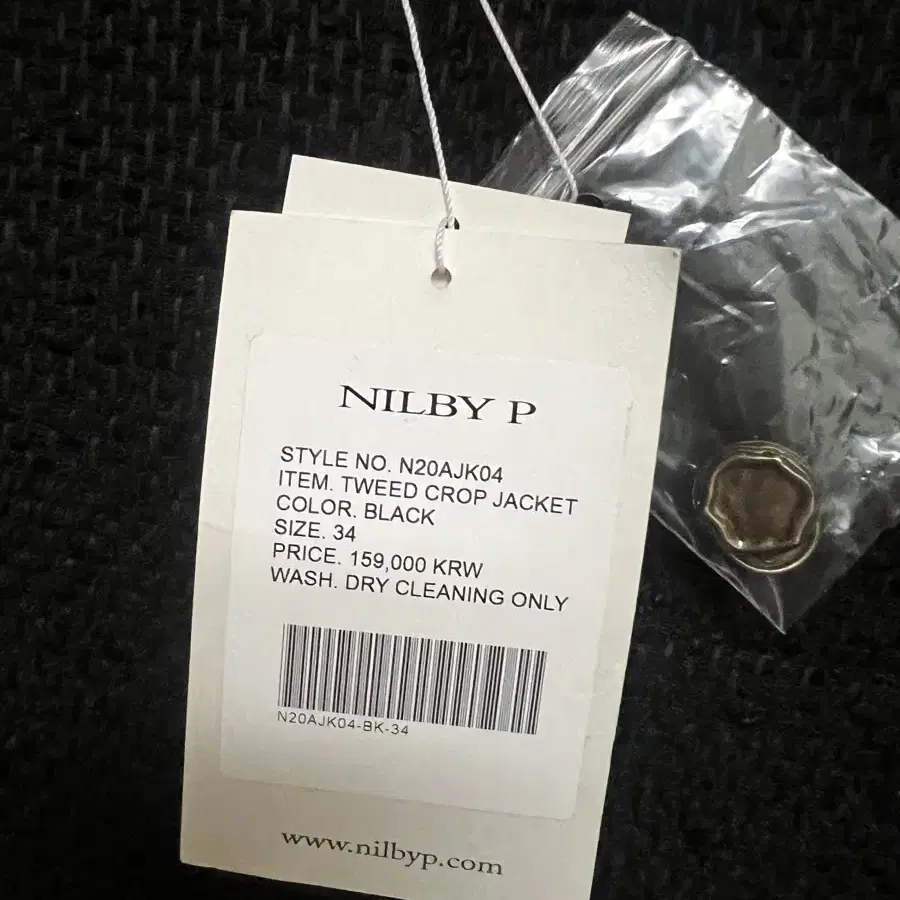 NILBY P
STYLE NO. N20AJK04
ITEM. TWEED CROP JACKET
COLOR. BLACK
SIZE. 34
PRICE. 159,000 KRW
WASH. DRY CLEANING ONLY
N20AJK04-BK-34
www.nilbyp.com